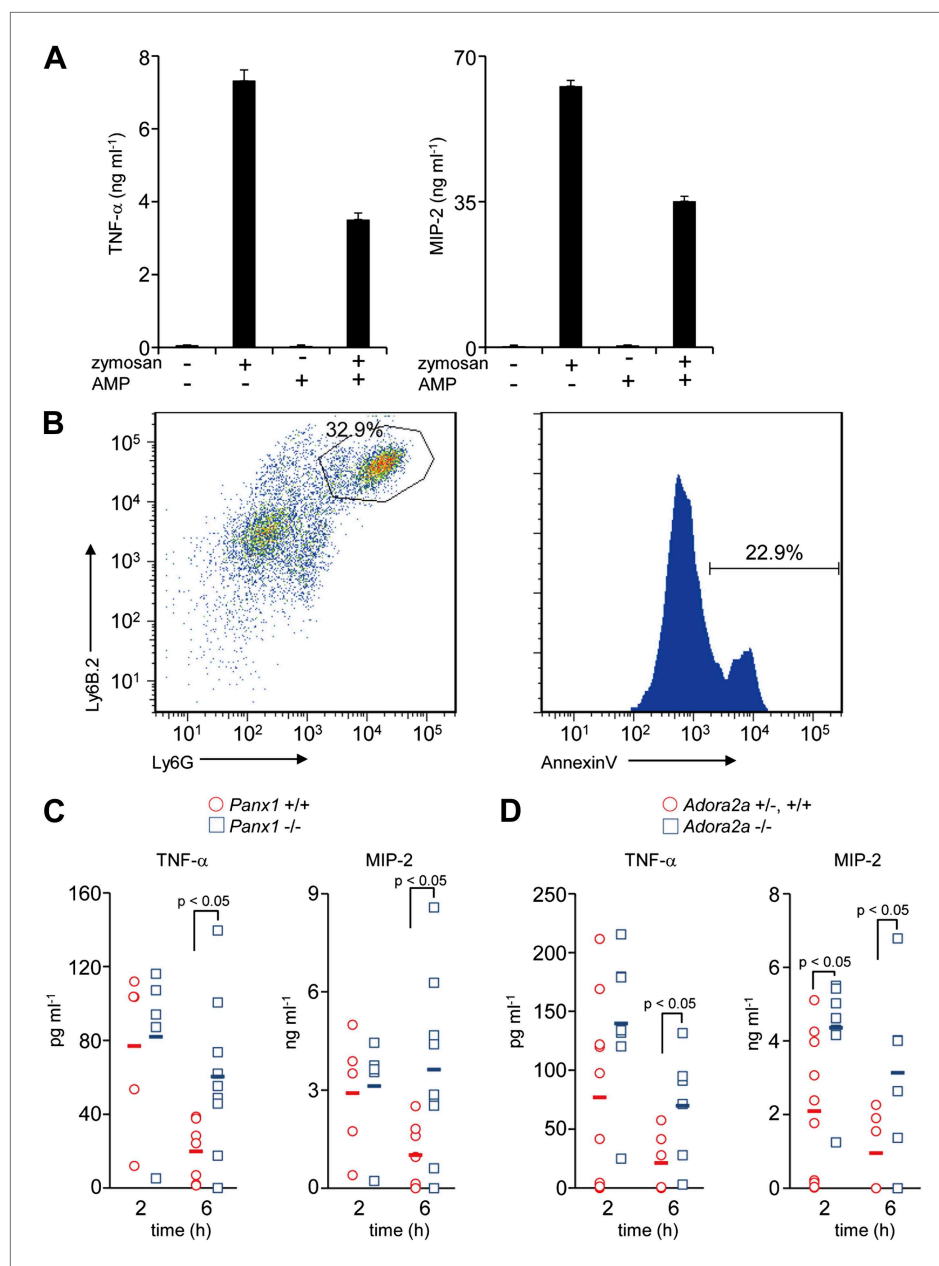 A
TNF-α (ng ml⁻¹)
8
6
4
2
0
zymosan - + - +
AMP - - + +
MIP-2 (ng ml⁻¹)
70
35
0
- + - +
- - + +
B
32.9%
Ly6B.2
10⁵
10⁴
10³
10²
10¹
10¹ 10² 10³ 10⁴ 10⁵
Ly6G
22.9%
10¹ 10² 10³ 10⁴ 10⁵
AnnexinV
C
Panx1 +/+
Panx1 -/-
TNF-α
pg ml⁻¹
160
120
80
40
0
p < 0.05
2 6
time (h)
MIP-2
ng ml⁻¹
9
6
3
0
p < 0.05
2 6
time (h)
D
Adora2a +/-, +/+
Adora2a -/-
TNF-α
pg ml⁻¹
250
200
150
100
50
0
p < 0.05
2 6
time (h)
MIP-2
ng ml⁻¹
8
6
4
2
0
p < 0.05
p < 0.05
2 6
time (h)